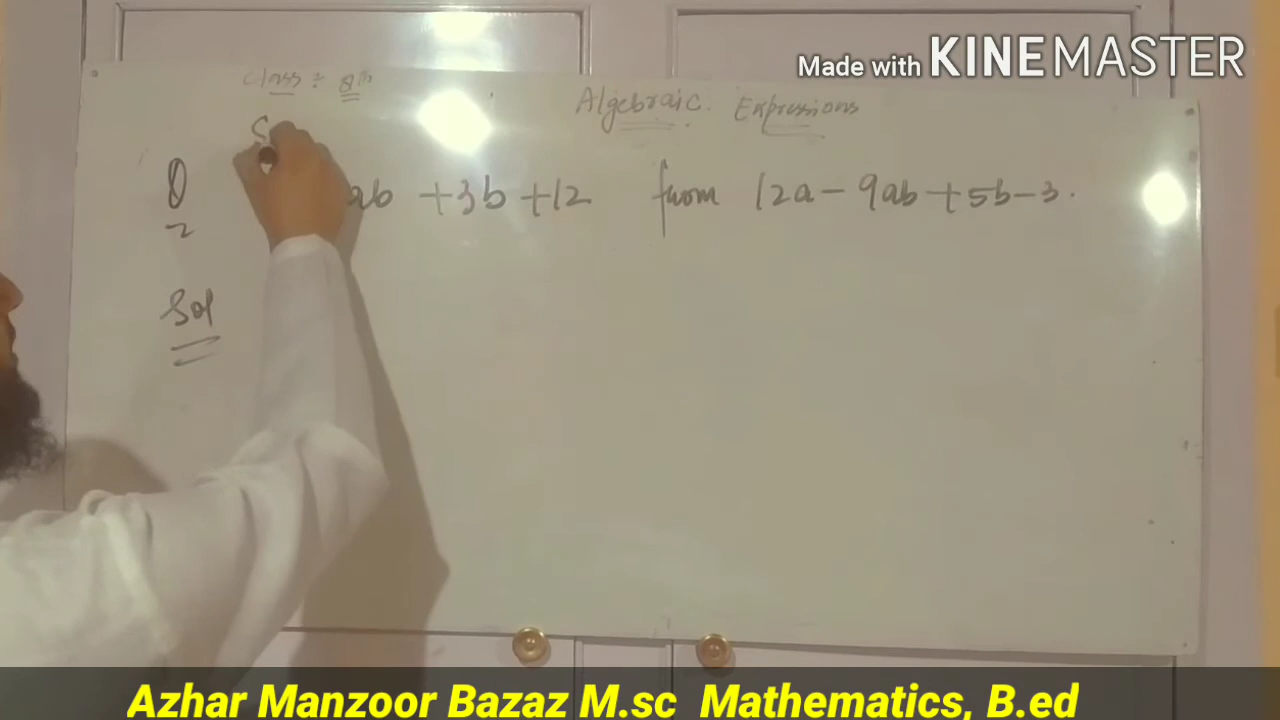 Made with KINEMASTER
Class ÷ 8th
Algebraic Expressions
S
Q ab + 3b + 12 from 12a - 9ab + 5b - 3.
Sol
Azhar Manzoor Bazaz M.sc Mathematics, B.ed